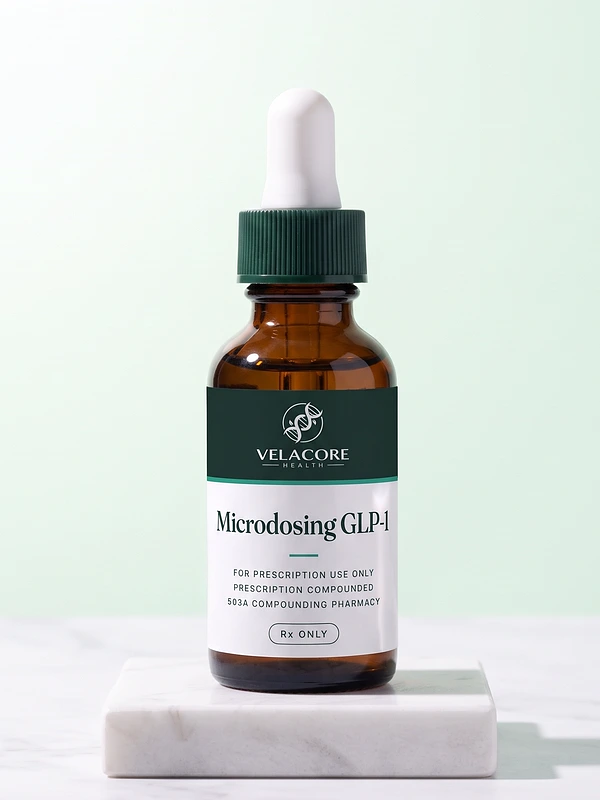 VELACORE
HEALTH
Microdosing GLP-1
FOR PRESCRIPTION USE ONLY
PRESCRIPTION COMPOUNDED
503A COMPOUNDING PHARMACY
Rx ONLY